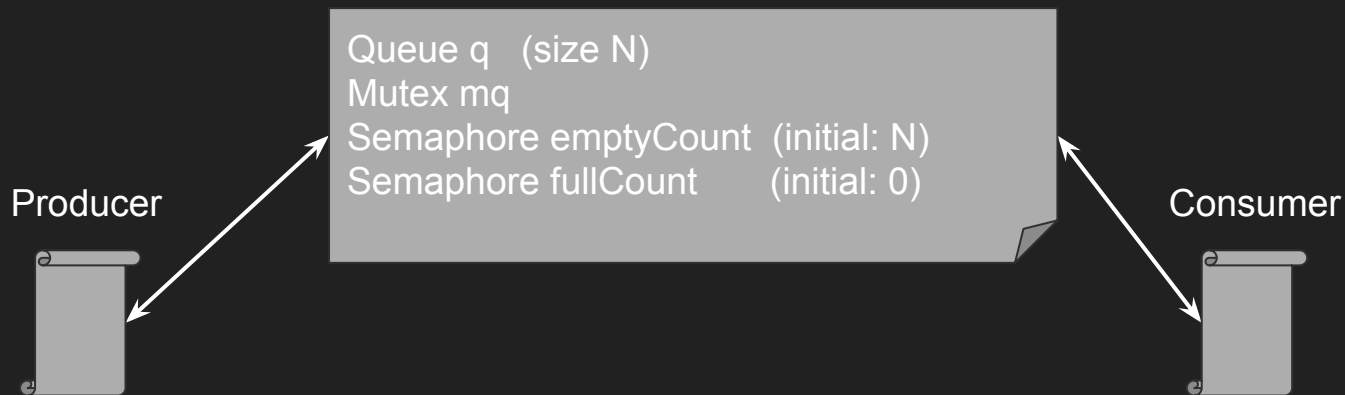 Queue q (size N)
Mutex mq
Semaphore emptyCount (initial: N)
Semaphore fullCount (initial: 0)
Producer
Consumer